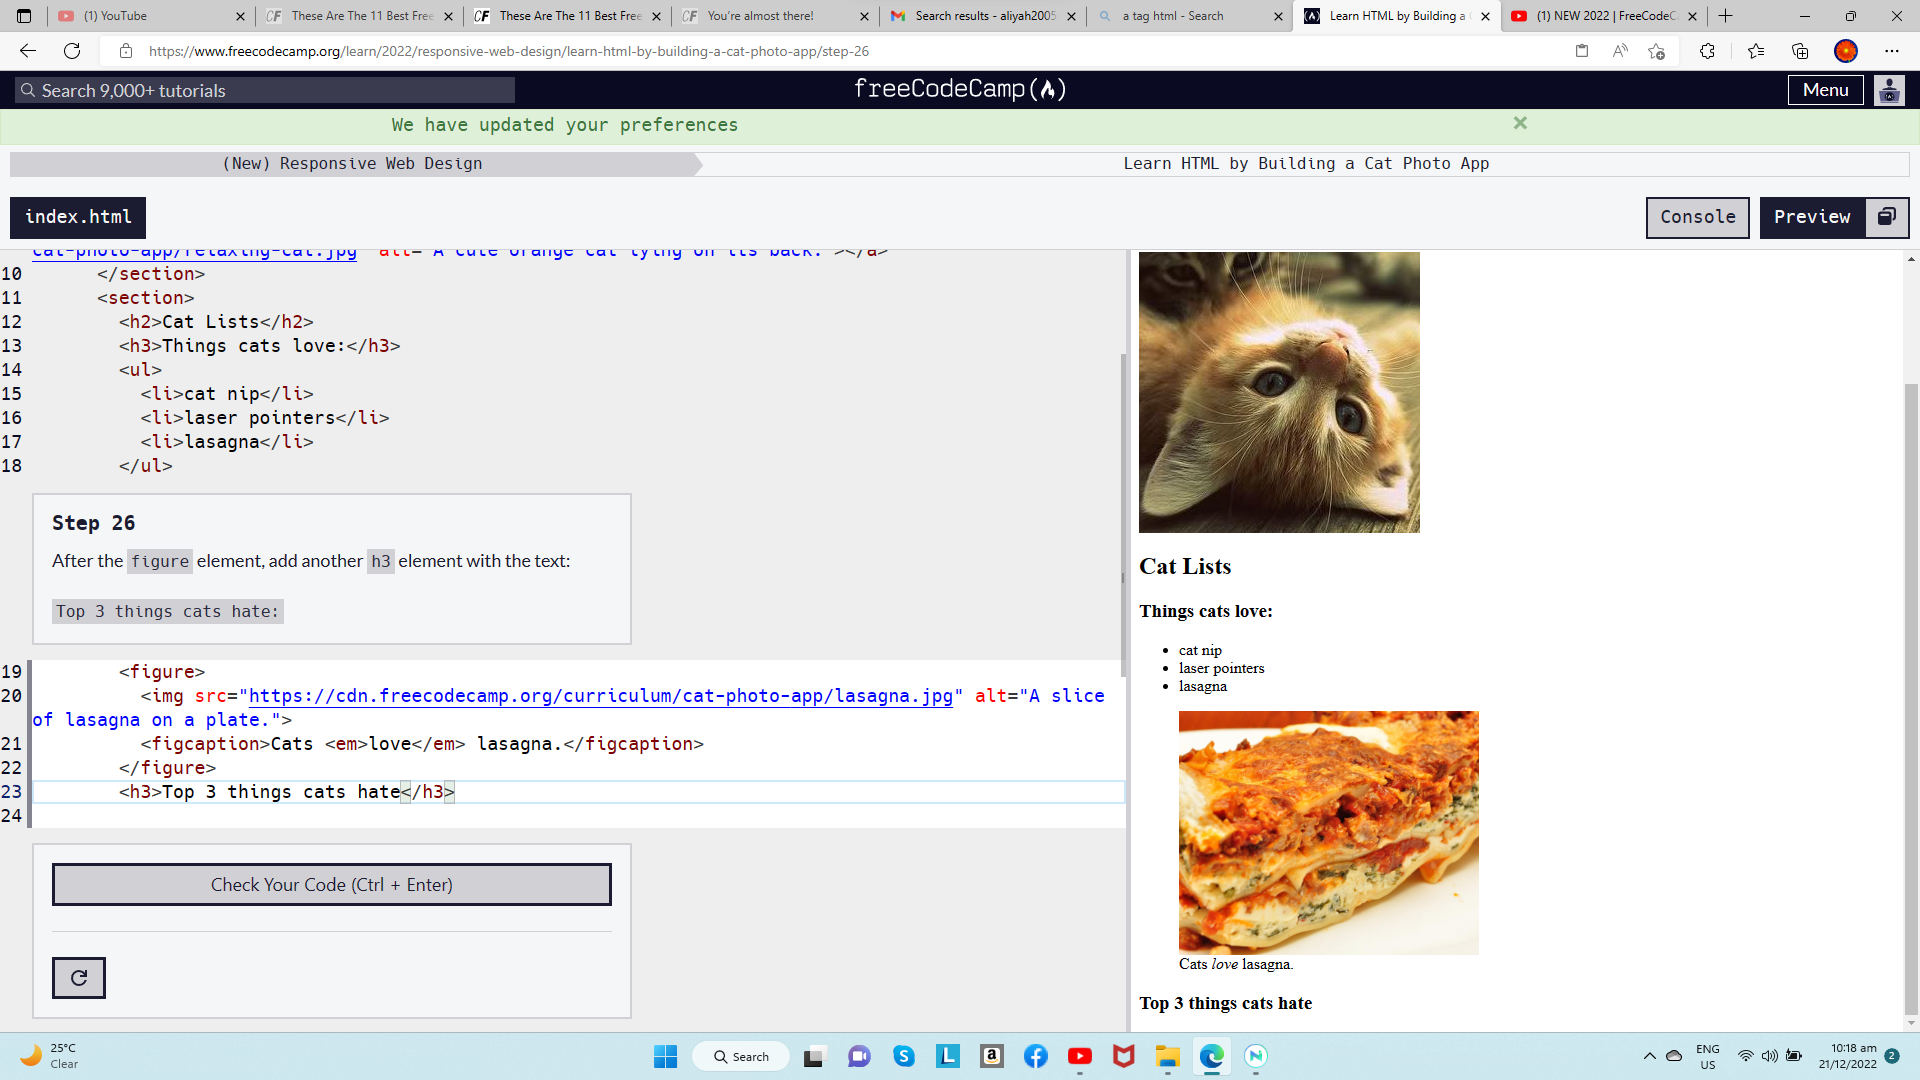 (1) YouTube
These Are The 11 Best Free
These Are The 11 Best Free
You're almost there!
Search results - aliyah2005
a tag html - Search
Learn HTML by Building a
(1) NEW 2022 | FreeCodeC
https://www.freecodecamp.org/learn/2022/responsive-web-design/learn-html-by-building-a-cat-photo-app/step-26
Search 9,000+ tutorials
freeCodeCamp
Menu
We have updated your preferences
(New) Responsive Web Design
Learn HTML by Building a Cat Photo App
index.html
Console
Preview
cat-photo-app/relaxing-cat.jpg" alt="A cute orange cat lying on its back."></a>
10 </section>
11 <section>
12 <h2>Cat Lists</h2>
13 <h3>Things cats love:</h3>
14 <ul>
15 <li>cat nip</li>
16 <li>laser pointers</li>
17 <li>lasagna</li>
18 </ul>
Step 26
After the figure element, add another h3 element with the text:
Top 3 things cats hate:
19 <figure>
20 <img src="https://cdn.freecodecamp.org/curriculum/cat-photo-app/lasagna.jpg" alt="A slice
of lasagna on a plate.">
21 <figcaption>Cats <em>love</em> lasagna.</figcaption>
22 </figure>
23 <h3>Top 3 things cats hate</h3>
24
Check Your Code (Ctrl + Enter)
Cat Lists
Things cats love:
• cat nip
• laser pointers
• lasagna
Cats love lasagna.
Top 3 things cats hate
25°C
Clear
Search
ENG
US
10:18 am
21/12/2022
2